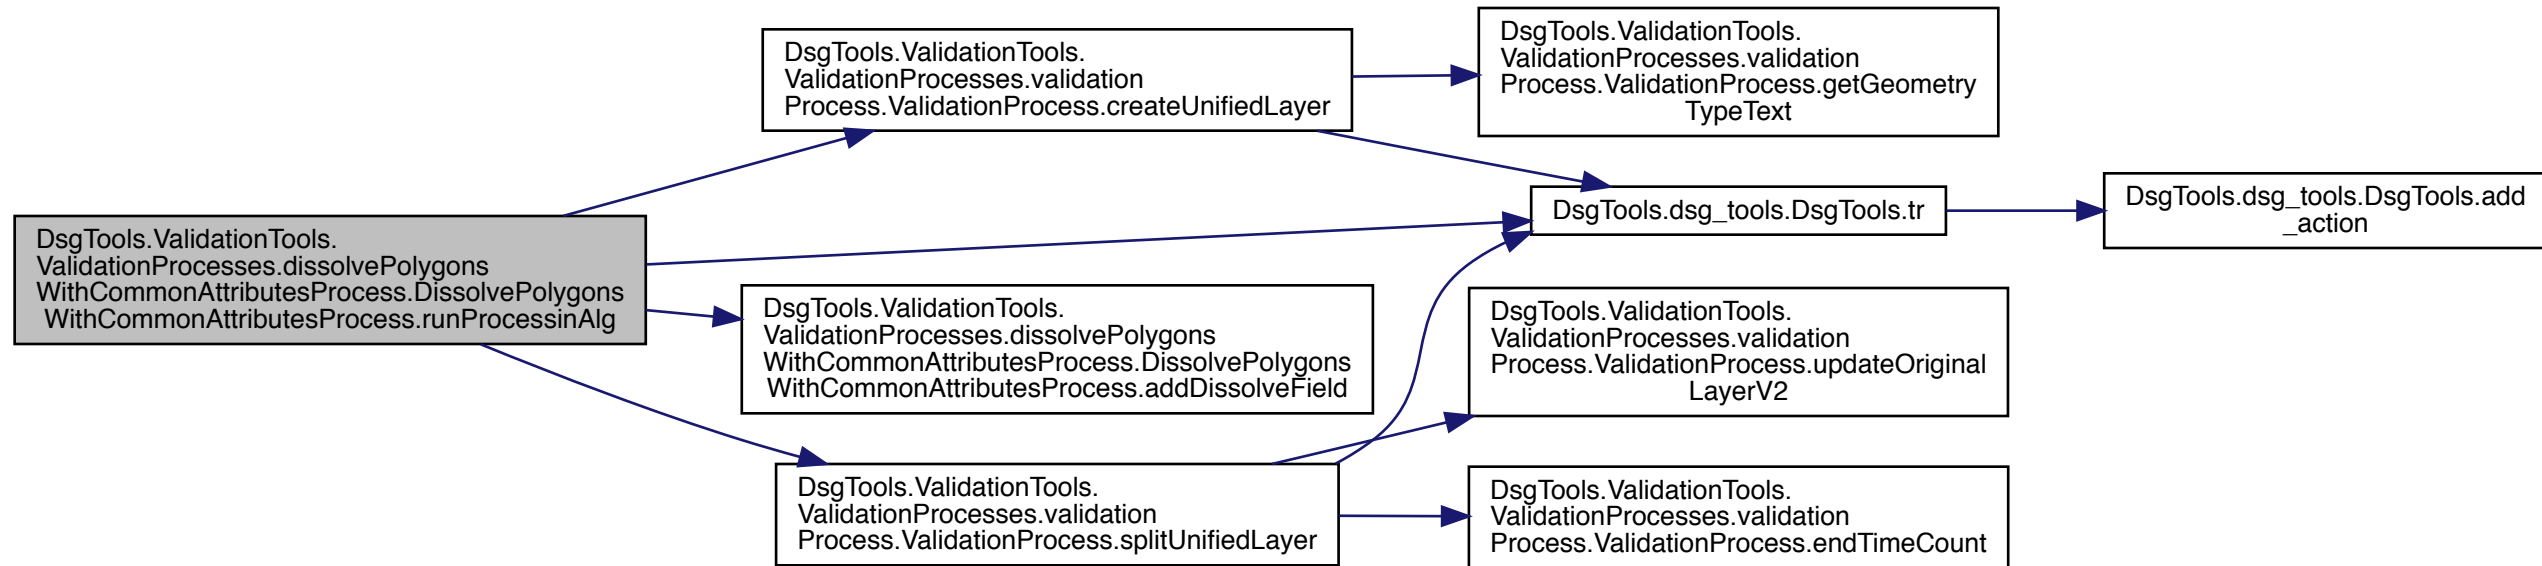 DsgTools.ValidationTools.
ValidationProcesses.dissolvePolygons
WithCommonAttributesProcess.DissolvePolygons
WithCommonAttributesProcess.runProcessinAlg
DsgTools.ValidationTools.
ValidationProcesses.validation
Process.ValidationProcess.createUnifiedLayer
DsgTools.ValidationTools.
ValidationProcesses.validation
Process.ValidationProcess.getGeometry
TypeText
DsgTools.dsg_tools.DsgTools.tr
DsgTools.dsg_tools.DsgTools.add
_action
DsgTools.ValidationTools.
ValidationProcesses.dissolvePolygons
WithCommonAttributesProcess.DissolvePolygons
WithCommonAttributesProcess.addDissolveField
DsgTools.ValidationTools.
ValidationProcesses.validation
Process.ValidationProcess.updateOriginal
LayerV2
DsgTools.ValidationTools.
ValidationProcesses.validation
Process.ValidationProcess.splitUnifiedLayer
DsgTools.ValidationTools.
ValidationProcesses.validation
Process.ValidationProcess.endTimeCount